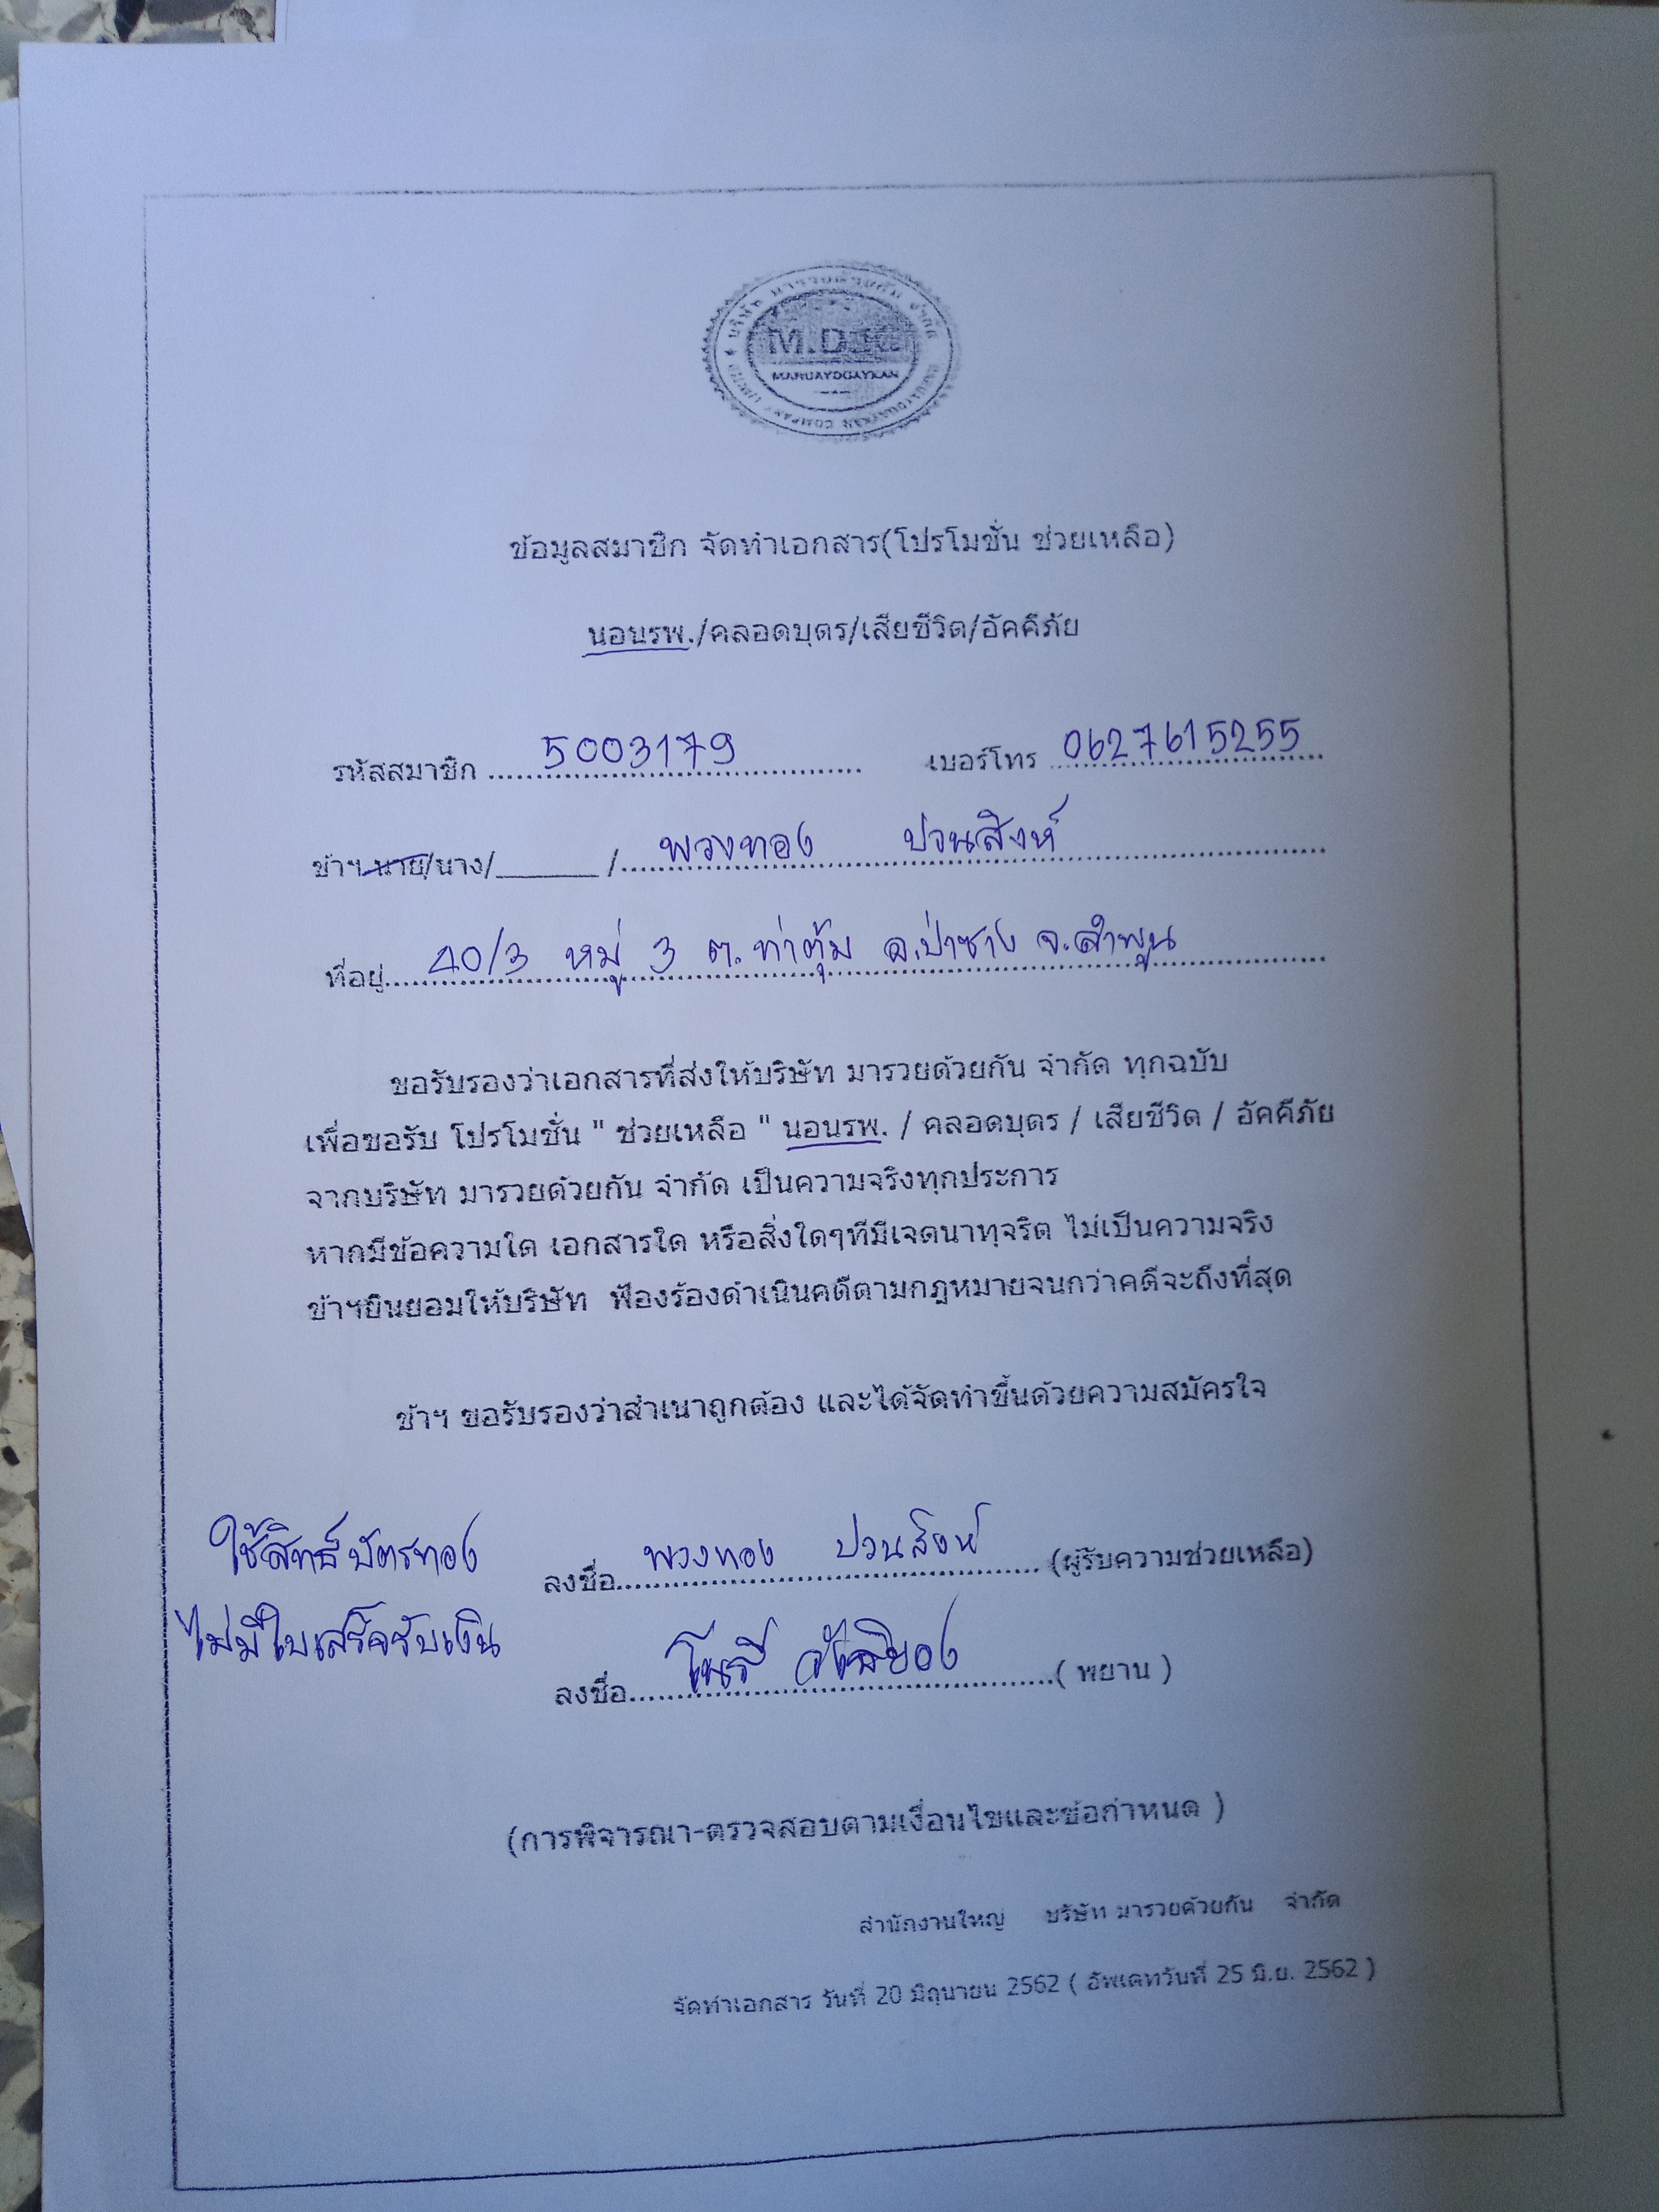 บริษัท มารวยด้วยกัน จำกัด
MARUAYDUAYKAN COMPANY LIMITED
ข้อมูลสมาชิก จัดทำเอกสาร(โปรโมชั่น ช่วยเหลือ)
นอนรพ./คลอดบุตร/เสียชีวิต/อัคคีภัย
รหัสสมาชิก 5003179 เบอร์โทร 0627615255
ข้าฯ นาย/นาง/______/ พวงทอง ปวนสิงห์
ที่อยู่ 40/3 หมู่ 3 ต.ท่าตุ้ม อ.ป่าซาง จ.ลำพูน
ขอรับรองว่าเอกสารที่ส่งให้บริษัท มารวยด้วยกัน จำกัด ทุกฉบับ
เพื่อขอรับ โปรโมชั่น " ช่วยเหลือ " นอนรพ. / คลอดบุตร / เสียชีวิต / อัคคีภัย
จากบริษัท มารวยด้วยกัน จำกัด เป็นความจริงทุกประการ
หากมีข้อความใด เอกสารใด หรือสิ่งใดๆที่มีเจตนาทุจริต ไม่เป็นความจริง
ข้าฯยินยอมให้บริษัท ฟ้องร้องดำเนินคดีตามกฎหมายจนกว่าคดีจะถึงที่สุด
ข้าฯ ขอรับรองว่าสำเนาถูกต้อง และได้จัดทำขึ้นด้วยความสมัครใจ
ใช้สิทธิ์บัตรทอง
ลงชื่อ พวงทอง ปวนสิงห์ (ผู้รับความช่วยเหลือ)
ไม่มีใบเสร็จรับเงิน
ลงชื่อ (พยาน)
(การพิจารณา-ตรวจสอบตามเงื่อนไขและข้อกำหนด )
สำนักงานใหญ่ บริษัท มารวยด้วยกัน จำกัด
จัดทำเอกสาร วันที่ 20 มิถุนายน 2562 ( อัพเดทวันที่ 25 มิ.ย. 2562 )